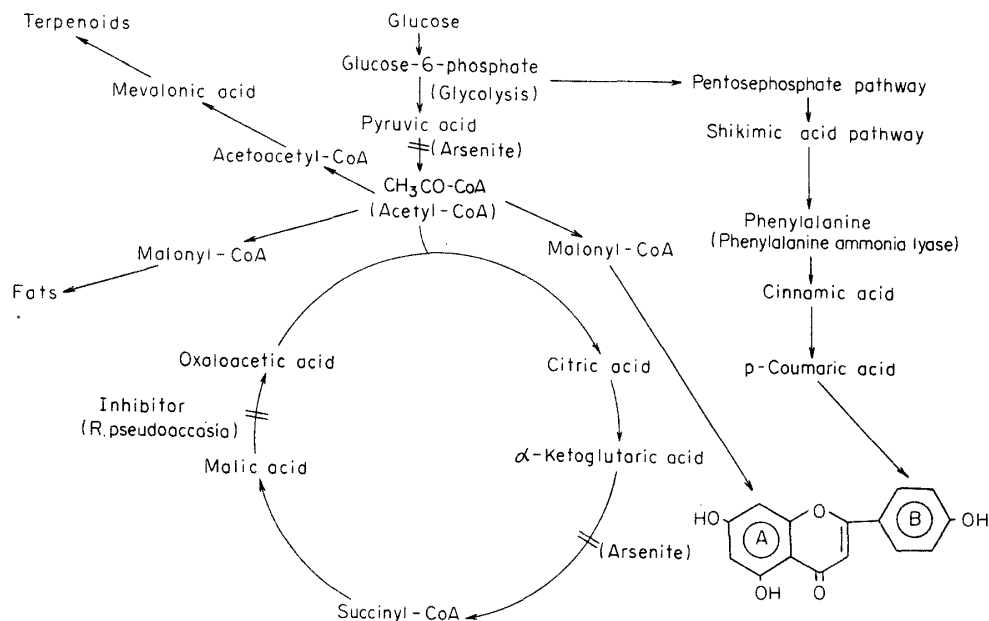 Terpenoids
Glucose
Glucose-6-phosphate
(Glycolysis)
Pentosephosphate pathway
Mevalonic acid
Pyruvic acid
(Arsenite)
Shikimic acid pathway
Acetoacetyl-CoA
CH3CO-CoA
(Acetyl-CoA)
Phenylalanine
(Phenylalanine ammonia lyase)
Malonyl-CoA
Malonyl-CoA
Fats
Cinnamic acid
Oxaloacetic acid
Citric acid
p-Coumaric acid
Inhibitor
(R. pseudoaccasia)
Malic acid
α-Ketoglutaric acid
(Arsenite)
Succinyl-CoA
HO
A
O
B
OH
OH
O